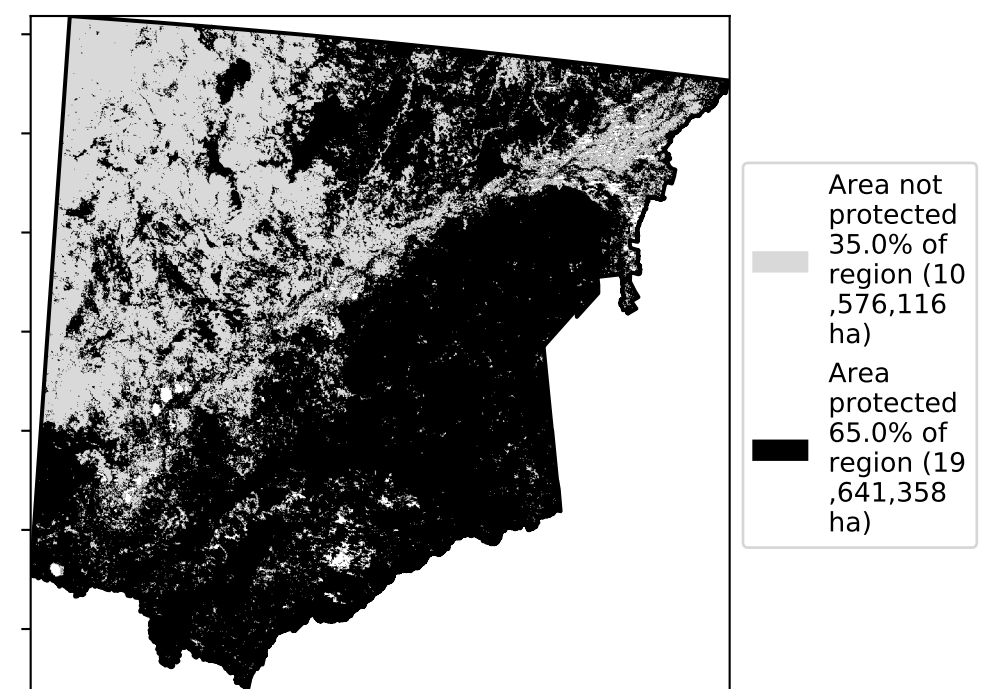 Area not
protected
35.0% of
region (10
,576,116
ha)
Area
protected
65.0% of
region (19
,641,358
ha)